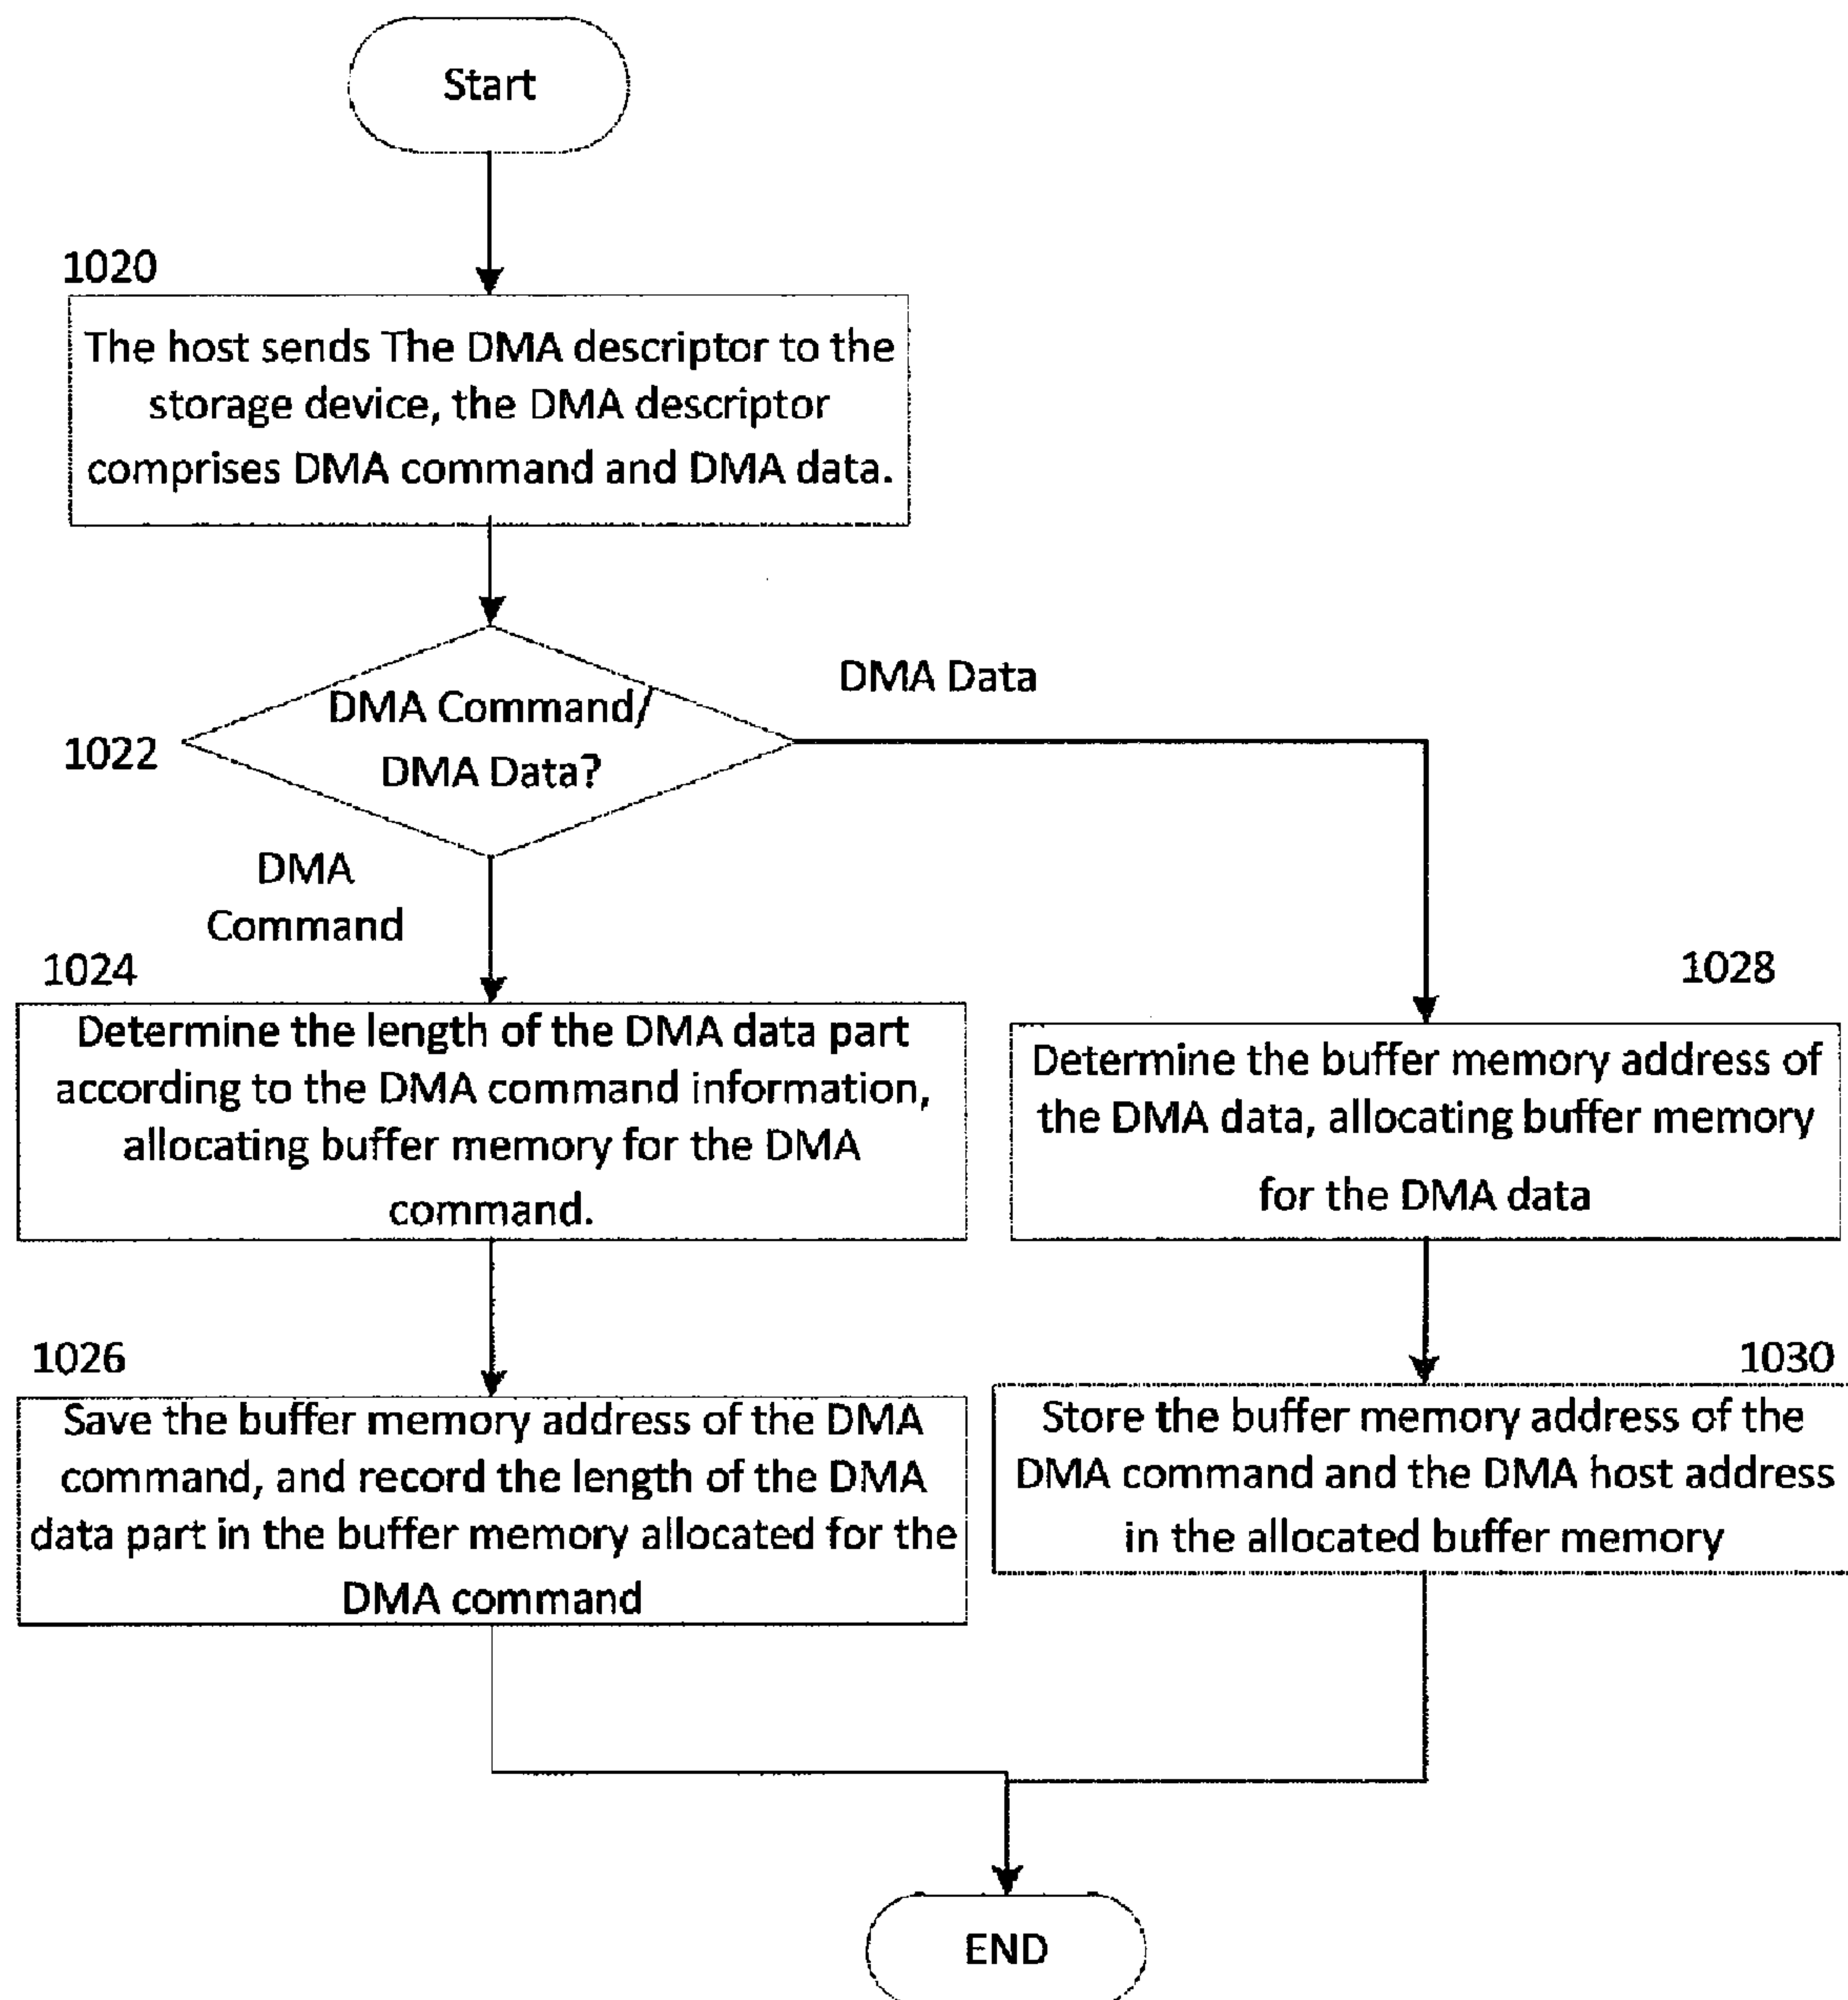 Start
1020
The host sends The DMA descriptor to the
storage device, the DMA descriptor
comprises DMA command and DMA data.
1022
DMA Command/
DMA Data?
DMA Data
DMA
Command
1024
Determine the length of the DMA data part
according to the DMA command information,
allocating buffer memory for the DMA
command.
1028
Determine the buffer memory address of
the DMA data, allocating buffer memory
for the DMA data
1026
Save the buffer memory address of the DMA
command, and record the length of the DMA
data part in the buffer memory allocated for the
DMA command
1030
Store the buffer memory address of the
DMA command and the DMA host address
in the allocated buffer memory
END